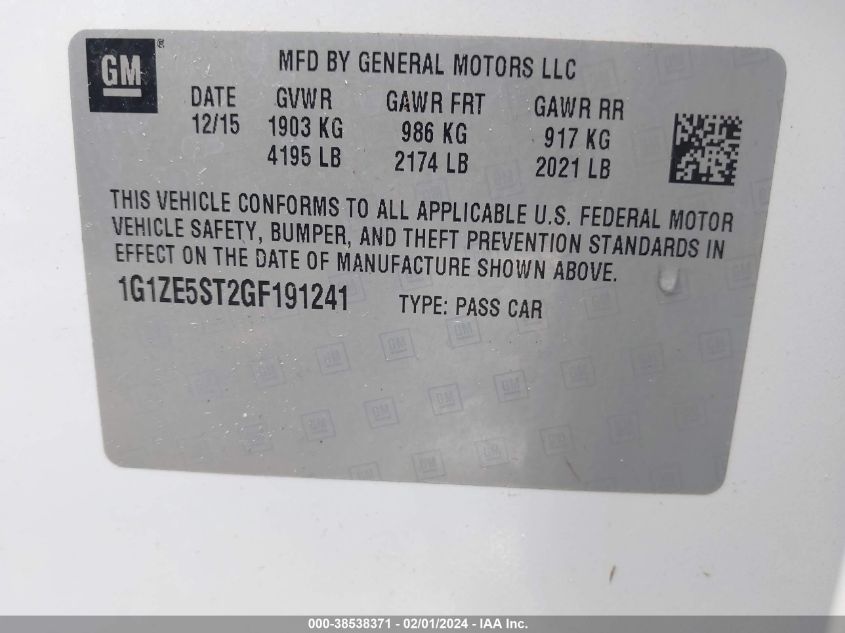 GM ®
MFD BY GENERAL MOTORS LLC
DATE GVWR GAWR FRT GAWR RR
12/15 1903 KG 986 KG 917 KG
4195 LB 2174 LB 2021 LB
THIS VEHICLE CONFORMS TO ALL APPLICABLE U.S. FEDERAL MOTOR
VEHICLE SAFETY, BUMPER, AND THEFT PREVENTION STANDARDS IN
EFFECT ON THE DATE OF MANUFACTURE SHOWN ABOVE.
1G1ZE5ST2GF191241 TYPE: PASS CAR
000-38538371 - 02/01/2024 - IAA Inc.